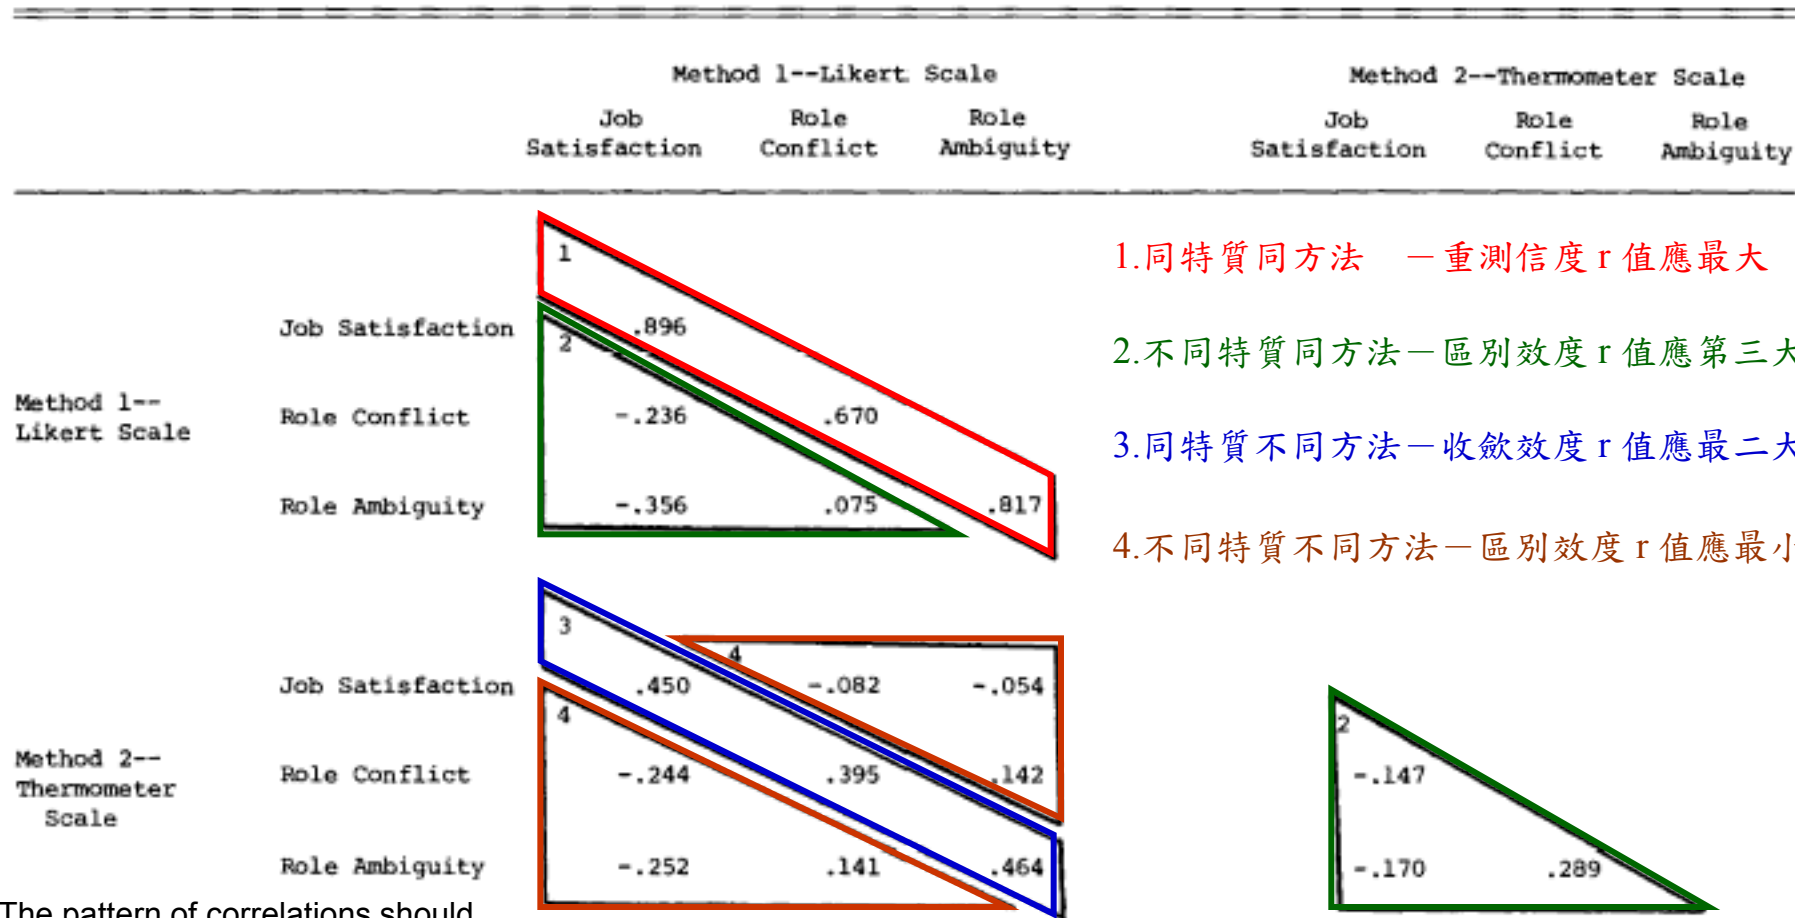 Method 1--Likert Scale Method 2--Thermometer Scale
Job Role Role Job Role Role
Satisfaction Conflict Ambiguity Satisfaction Conflict Ambiguity
1
1.同特質同方法 －重測信度 r 值應最大
Job Satisfaction .896
2
2.不同特質同方法－區別效度 r 值應第三大
Method 1--
Likert Scale
Role Conflict -.236 .670
3.同特質不同方法－收歛效度 r 值應最二大
Role Ambiguity -.356 .075 .817
4.不同特質不同方法－區別效度 r 值應最小
3
4
Job Satisfaction .450 -.082 -.054
4
2
Method 2--
Thermometer
Scale
Role Conflict -.244 .395 .142 -.147
Role Ambiguity -.252 .141 .464 -.170 .289
The pattern of correlations should